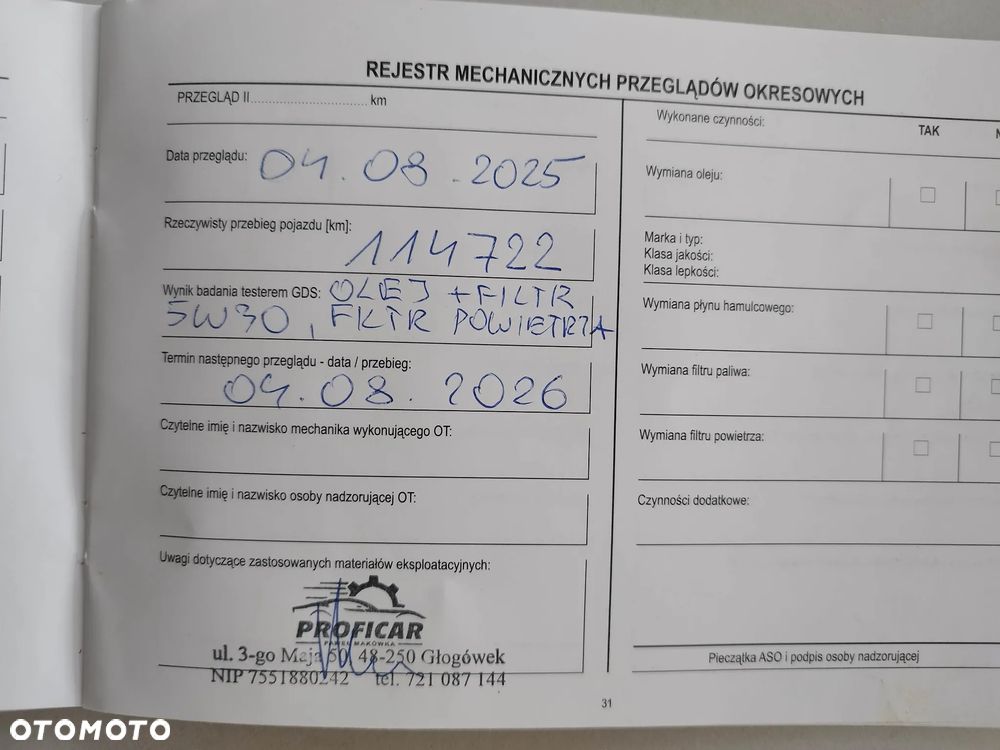 REJESTR MECHANICZNYCH PRZEGLĄDÓW OKRESOWYCH
PRZEGLĄD II................................ km
Data przeglądu: 04.08.2025
Rzeczywisty przebieg pojazdu [km]: 114722
Wynik badania testerem GDS: OLEJ + FILTR
5W30, FKTR POWIETRZA
Termin następnego przeglądu - data / przebieg:
04.08.2026
Czytelne imię i nazwisko mechanika wykonującego OT:
Czytelne imię i nazwisko osoby nadzorującej OT:
Uwagi dotyczące zastosowanych materiałów eksploatacyjnych:
PROFICAR
PAWEŁ MAKÓWKA
ul. 3-go Maja 50, 48-250 Głogówek
NIP 7551880242 tel. 721 087 144
Wykonane czynności:
TAK
N
Wymiana oleju:
Marka i typ:
Klasa jakości:
Klasa lepkości:
Wymiana płynu hamulcowego:
Wymiana filtru paliwa:
Wymiana filtru powietrza:
Czynności dodatkowe:
Pieczątka ASO i podpis osoby nadzorującej
31
OTOMOTO